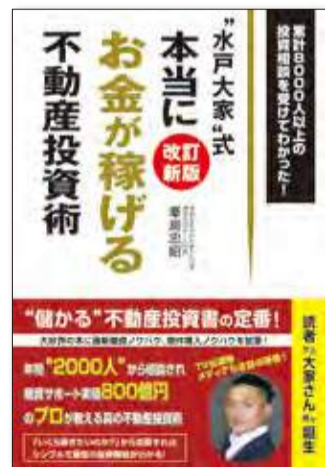 累計8000人以上の
投資相談を受けてわかった!
“水戸大家”式
本当に
改訂
新版
お金が稼げる
不動産投資術
峯島忠昭
“儲かる”不動産投資書の定番!
年間“2000人”から相談され
融資サポート実績800億円
のプロが教える真の不動産投資術
読者から大家さん続々誕生